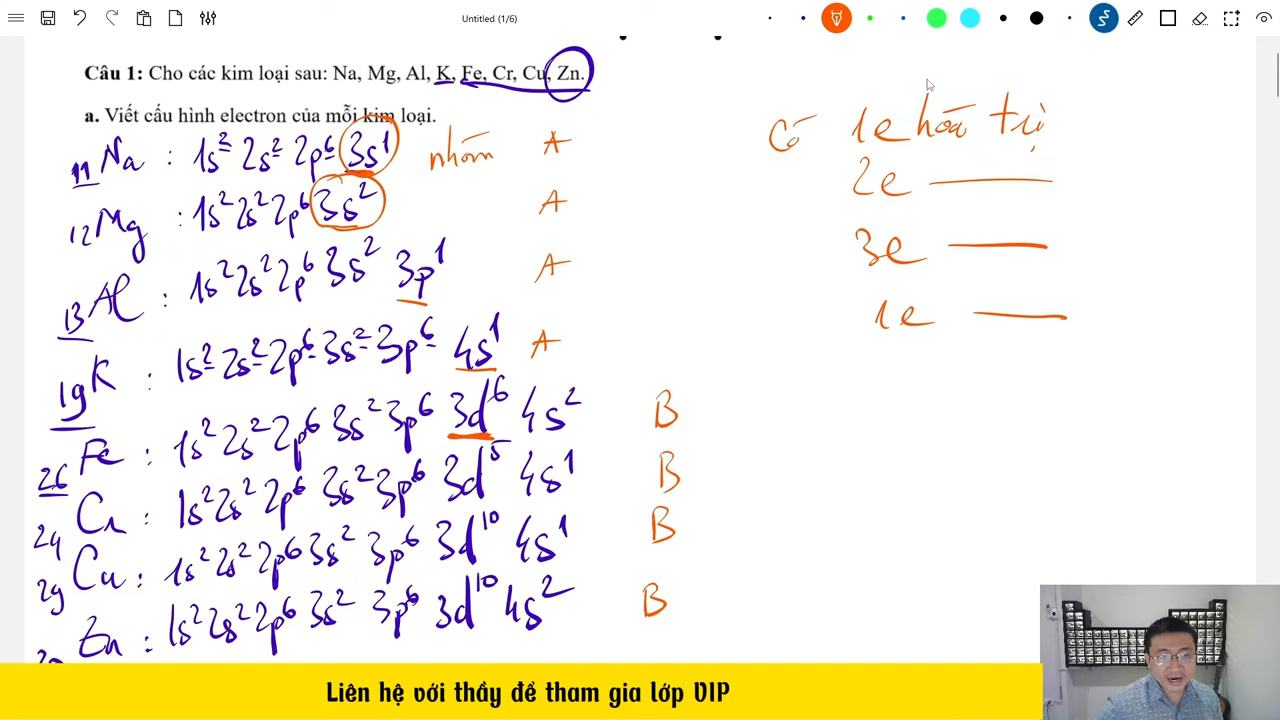 Untitled (1/6)
Câu 1: Cho các kim loại sau: Na, Mg, Al, K, Fe, Cr, Cu, Zn.
a. Viết cấu hình electron của mỗi kim loại.
11Na : 1s² 2s² 2p⁶ 3s¹ nhóm A
12Mg : 1s² 2s² 2p⁶ 3s² A
13Al : 1s² 2s² 2p⁶ 3s² 3p¹ A
19K : 1s² 2s² 2p⁶ 3s² 3p⁶ 4s¹ A
26Fe : 1s² 2s² 2p⁶ 3s² 3p⁶ 3d⁶ 4s² B
24Cr : 1s² 2s² 2p⁶ 3s² 3p⁶ 3d⁵ 4s¹ B
29Cu : 1s² 2s² 2p⁶ 3s² 3p⁶ 3d¹⁰ 4s¹ B
Zn : 1s² 2s² 2p⁶ 3s² 3p⁶ 3d¹⁰ 4s² B
Có 1e hoá trị
2e
3e
1e
Liên hệ với thầy để tham gia lớp VIP